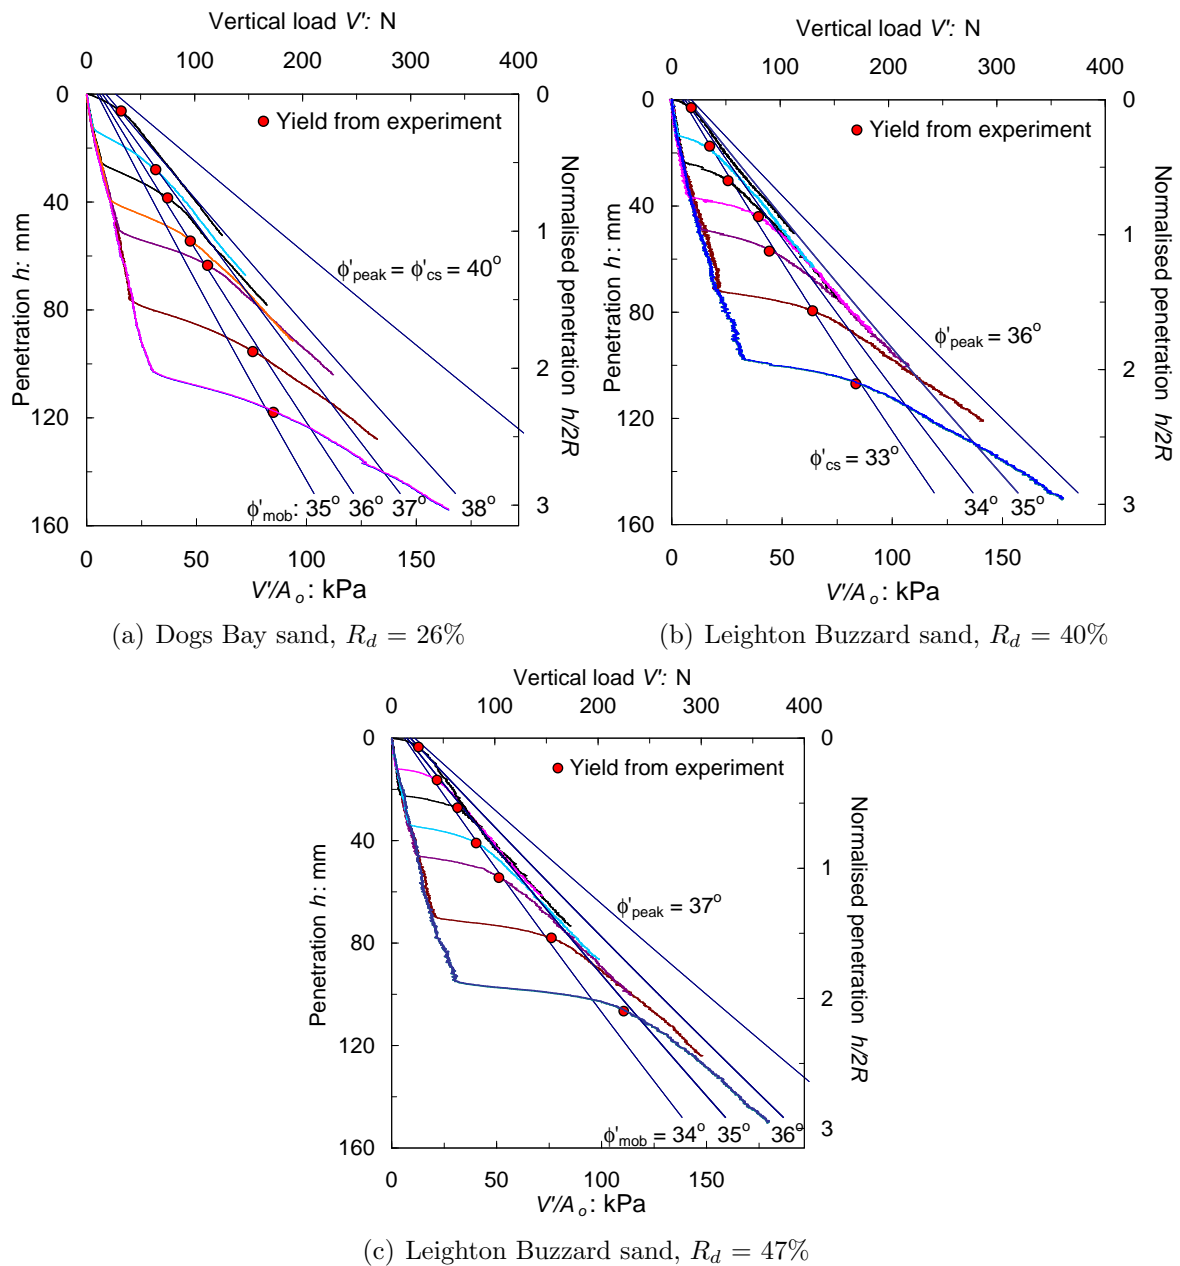 Vertical load V': N
0 100 200 300 400
0
40
80
120
160
Penetration h: mm
Yield from experiment
ϕ'peak = ϕ'cs = 40°
ϕ'mob: 35° 36° 37° 38°
0
1
2
3
Normalised penetration h/2R
0 50 100 150
V'/Ao: kPa
(a) Dogs Bay sand, Rd = 26%
Vertical load V': N
0 100 200 300 400
0
40
80
120
160
Penetration h: mm
Yield from experiment
ϕ'peak = 36°
ϕ'cs = 33°
34° 35°
0
1
2
3
Normalised penetration h/2R
0 50 100 150
V'/Ao: kPa
(b) Leighton Buzzard sand, Rd = 40%
Vertical load V': N
0 100 200 300 400
0
40
80
120
160
Penetration h: mm
Yield from experiment
ϕ'peak = 37°
ϕ'mob = 34° 35° 36°
0
1
2
3
Normalised penetration h/2R
0 50 100 150
V'/Ao: kPa
(c) Leighton Buzzard sand, Rd = 47%